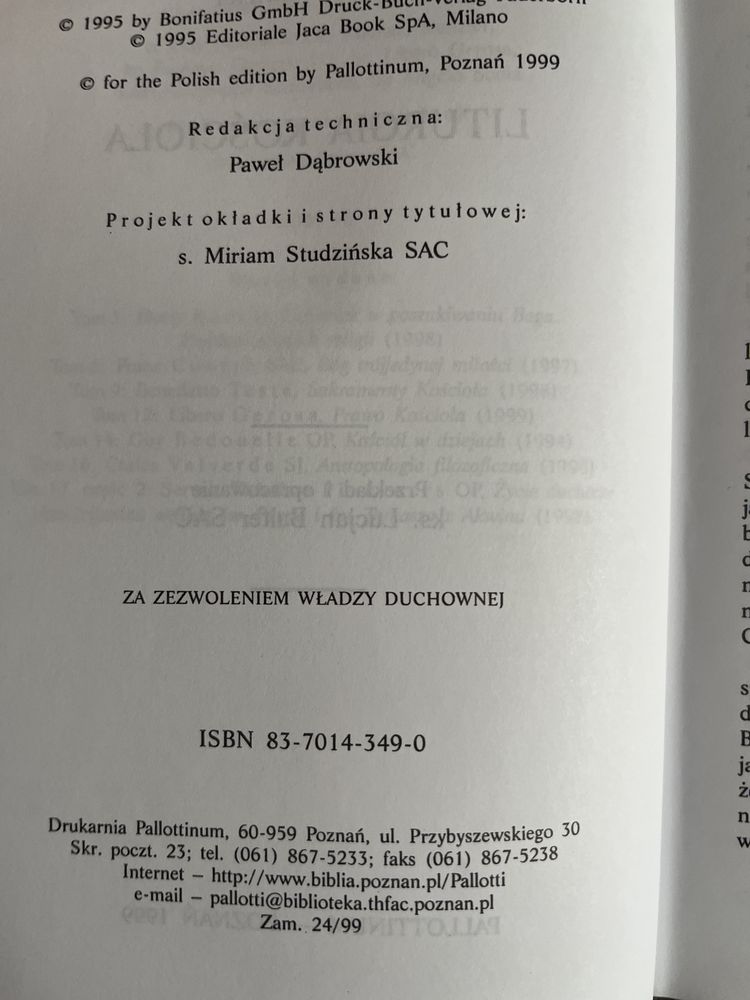 © 1995 by Bonifatius GmbH Druck-Buch-Verlag
© 1995 Editoriale Jaca Book SpA, Milano
© for the Polish edition by Pallottinum, Poznań 1999
Redakcja techniczna:
Paweł Dąbrowski
Projekt okładki i strony tytułowej:
s. Miriam Studzińska SAC
ZA ZEZWOLENIEM WŁADZY DUCHOWNEJ
ISBN 83-7014-349-0
Drukarnia Pallottinum, 60-959 Poznań, ul. Przybyszewskiego 30
Skr. poczt. 23; tel. (061) 867-5233; faks (061) 867-5238
Internet – http://www.biblia.poznan.pl/Pallotti
e-mail – pallotti@biblioteka.thfac.poznan.pl
Zam. 24/99